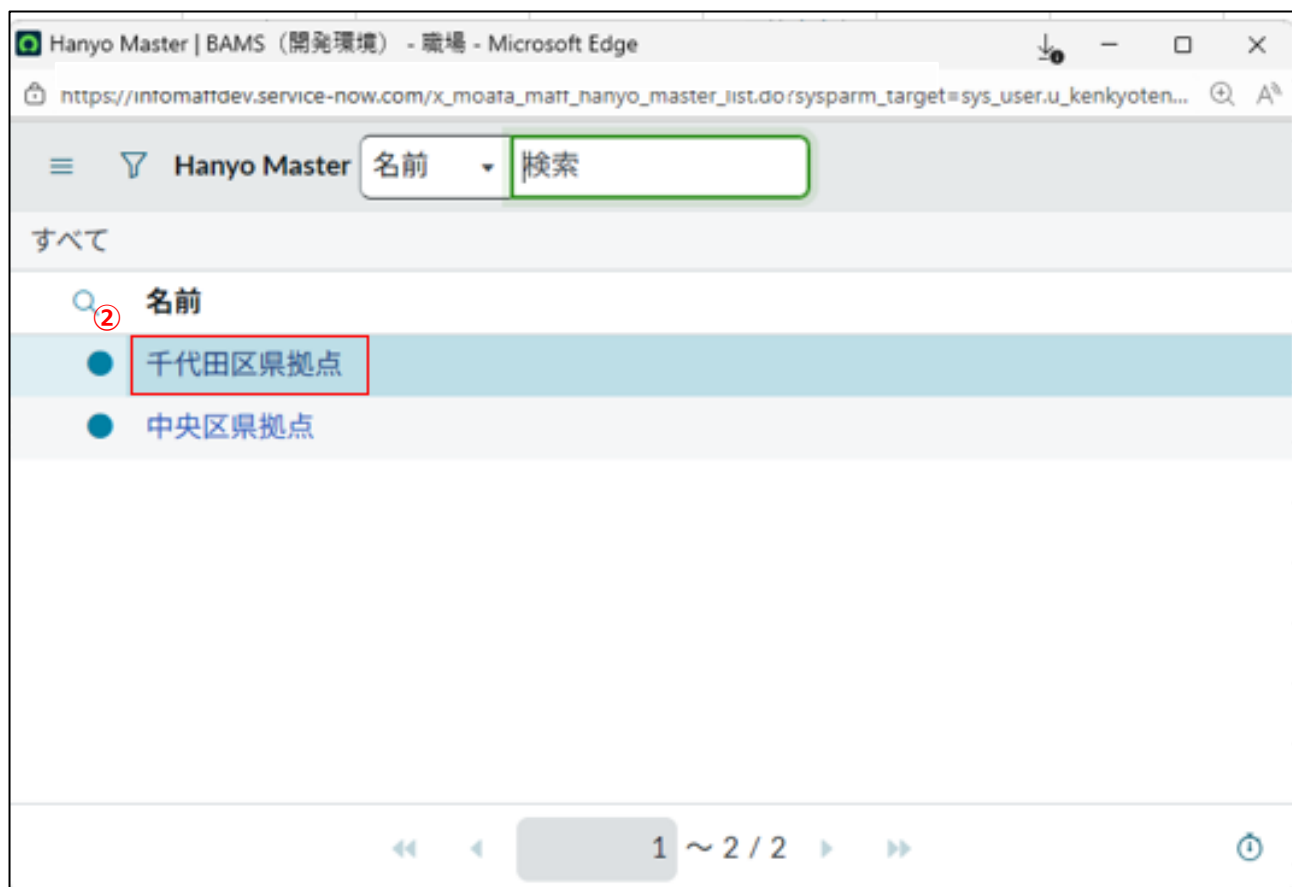 Hanyo Master | BAMS（開発環境） - 職場 - Microsoft Edge
https://infomaffdev.service-now.com/x_moafa_maff_hanyo_master_list.do?sysparm_target=sys_user.u_kenkyoten...
Hanyo Master 名前 検索
すべて
② 名前
千代田区県拠点
中央区県拠点
1 ～ 2 / 2